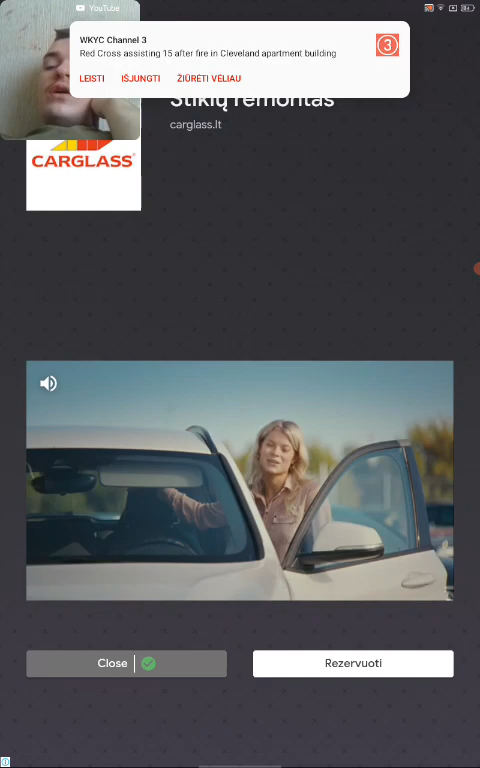 YouTube
WKYC Channel 3
Red Cross assisting 15 after fire in Cleveland apartment building
3
LEISTI IŠJUNGTI ŽIŪRĖTI VĖLIAU
Stiklų remontas
carglass.lt
CARGLASS®
Close
Rezervuoti